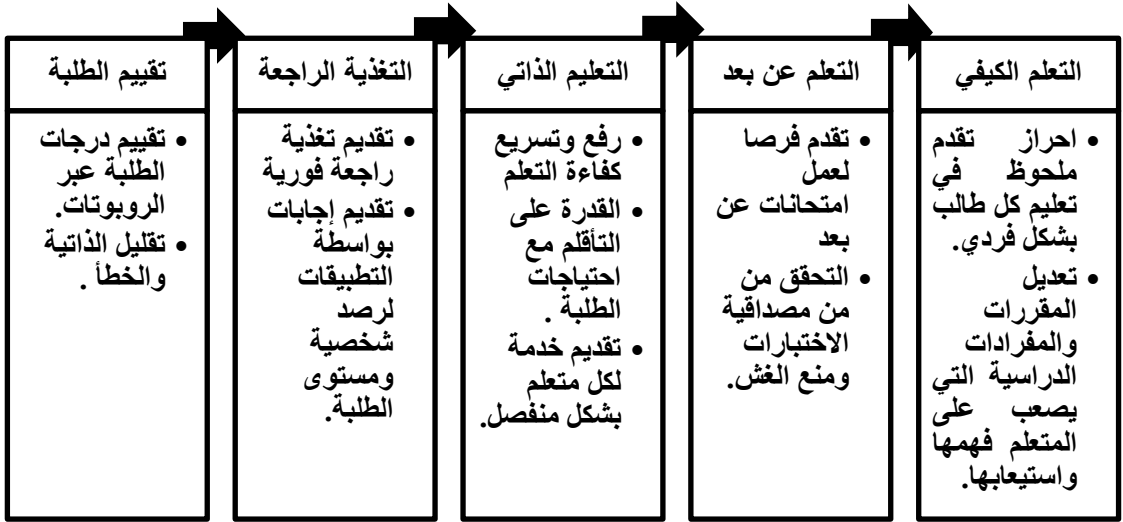 التعلم الكيفي
• احراز تقدم
ملحوظ في
تعليم كل طالب
بشكل فردي.
• تعديل
المقررات
والمفردات
الدراسية التي
يصعب على
المتعلم فهمها
واستيعابها.
التعلم عن بعد
• تقدم فرصا
لعمل
امتحانات عن
بعد
• التحقق من
من مصداقية
الاختبارات
ومنع الغش.
التعليم الذاتي
• رفع وتسريع
كفاءة التعلم
• القدرة على
التأقلم مع
احتياجات
الطلبة .
• تقديم خدمة
لكل متعلم
بشكل منفصل.
التغذية الراجعة
• تقديم تغذية
راجعة فورية
• تقديم إجابات
بواسطة
التطبيقات
لرصد
شخصية
ومستوى
الطلبة.
تقييم الطلبة
• تقييم درجات
الطلبة عبر
الروبوتات.
• تقليل الذاتية
والخطأ .